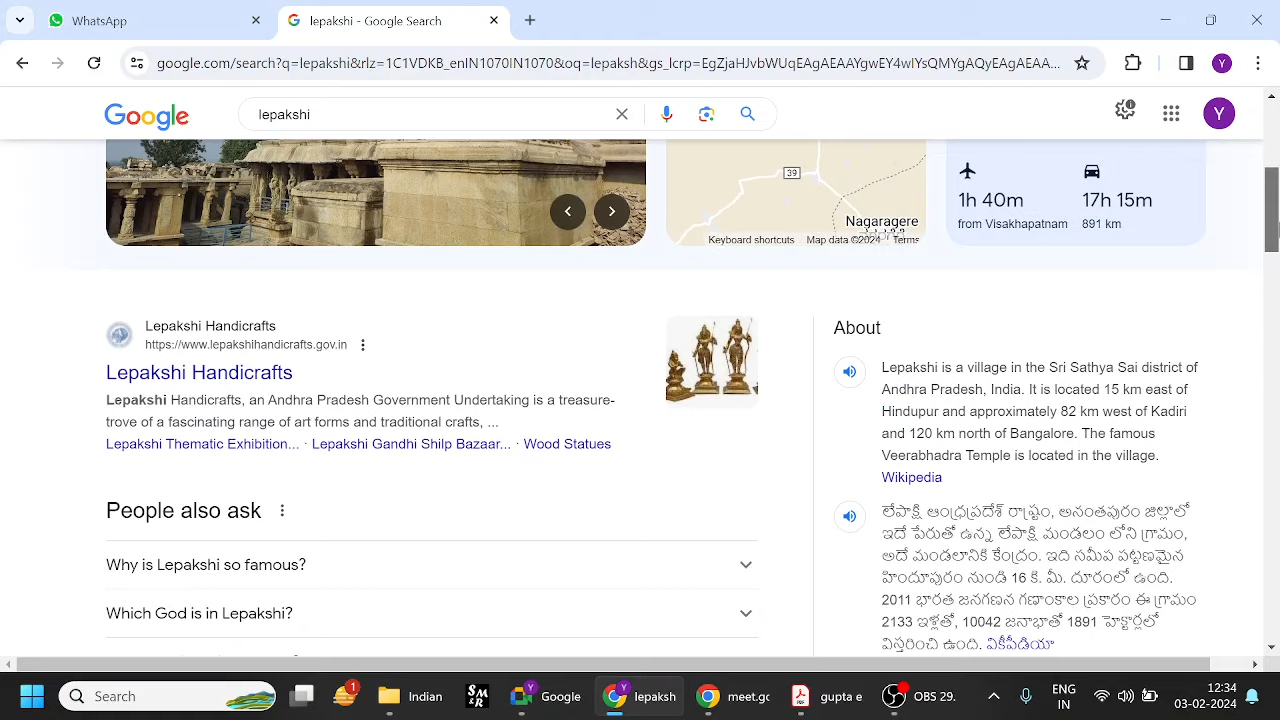 WhatsApp
lepakshi - Google Search
google.com/search?q=lepakshi&rlz=1C1VDKB_enIN1070IN1070&oq=lepaksh&gs_lcrp=EgZjaHJvbWUqEAgAEAAYgwEY4wIYsQMYgAQyEAgAEAA...
Y
Google
lepakshi
Y
39
Nagaragere
Keyboard shortcuts Map data ©2024 Terms
1h 40m
from Visakhapatnam
17h 15m
891 km
Lepakshi Handicrafts
https://www.lepakshihandicrafts.gov.in
Lepakshi Handicrafts
Lepakshi Handicrafts, an Andhra Pradesh Government Undertaking is a treasure-
trove of a fascinating range of art forms and traditional crafts, ...
Lepakshi Thematic Exhibition... · Lepakshi Gandhi Shilp Bazaar... · Wood Statues
People also ask
Why is Lepakshi so famous?
Which God is in Lepakshi?
About
Lepakshi is a village in the Sri Sathya Sai district of
Andhra Pradesh, India. It is located 15 km east of
Hindupur and approximately 82 km west of Kadiri
and 120 km north of Bangalore. The famous
Veerabhadra Temple is located in the village.
Wikipedia
లేపాక్షి ఆంధ్రప్రదేశ్ రాష్ట్రం, అనంతపురం జిల్లాలో
ఇదే పేరుతో ఉన్న లేపాక్షి మండలం లోని గ్రామం,
అదే మండలానికి కేంద్రం. ఇది సమీప పట్టణమైన
హిందూపురం నుండి 16 కి. మీ. దూరంలో ఉంది.
2011 భారత జనగణన గణాంకాల ప్రకారం ఈ గ్రామం
2133 ఇళ్లతో, 10042 జనాభాతో 1891 హెక్టార్లలో
విస్తరించి ఉంది. వికీపీడియా
Search
1
Indian
SM
&R
Y
Google
Y
lepaksh
meet.gc
gupta e
OBS 29
ENG
IN
12:34
03-02-2024